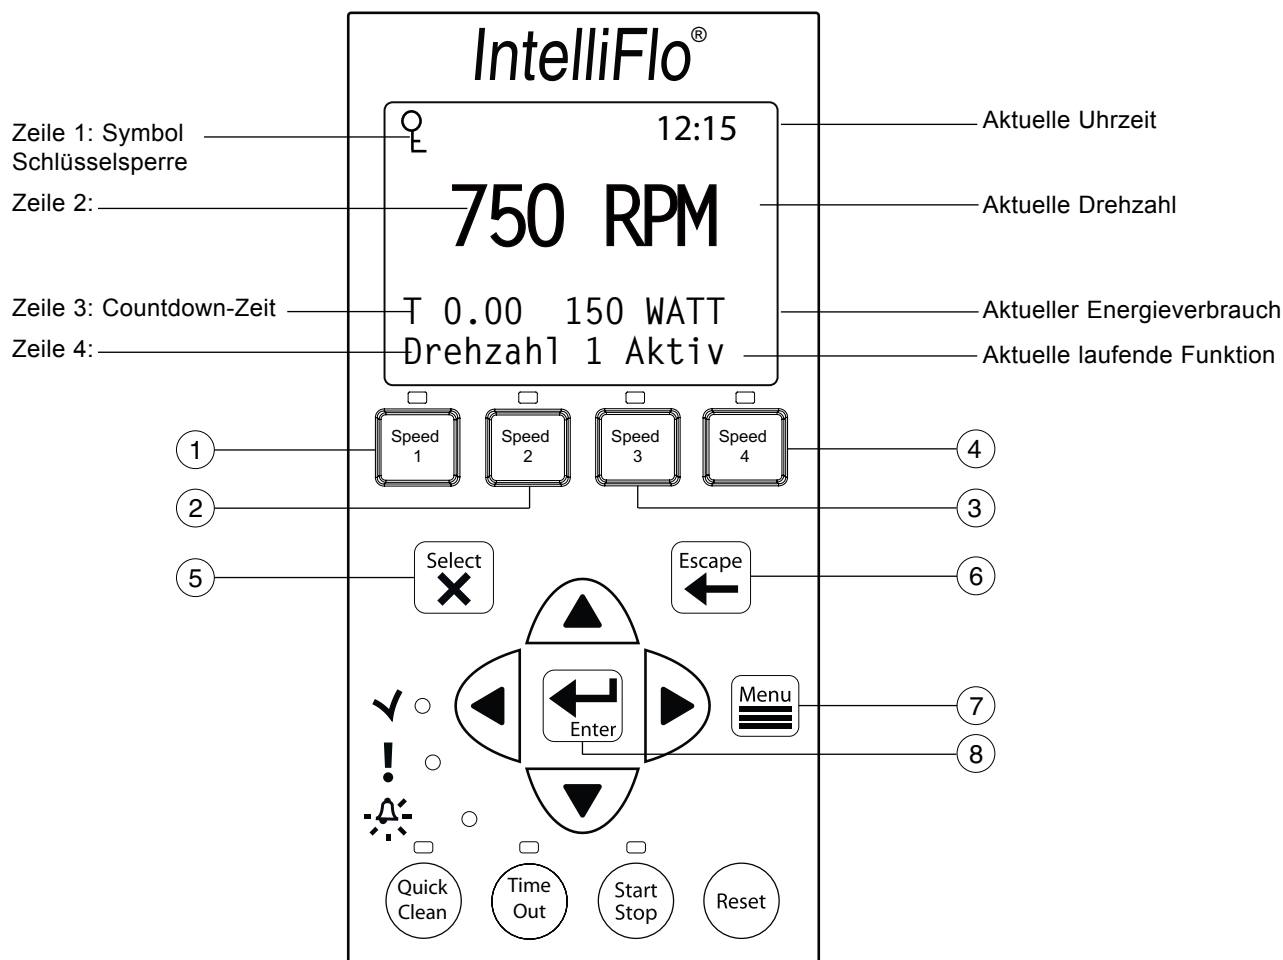 IntelliFlo®
Zeile 1: Symbol
Schlüsselsperre
12:15
Aktuelle Uhrzeit
Zeile 2:
750 RPM
Aktuelle Drehzahl
Zeile 3: Countdown-Zeit
T 0.00 150 WATT
Aktueller Energieverbrauch
Zeile 4:
Drehzahl 1 Aktiv
Aktuelle laufende Funktion
1
Speed
1
Speed
2
Speed
3
Speed
4
4
2
3
5
Select
Escape
6
Menu
7
Enter
8
!
Quick
Clean
Time
Out
Start
Stop
Reset